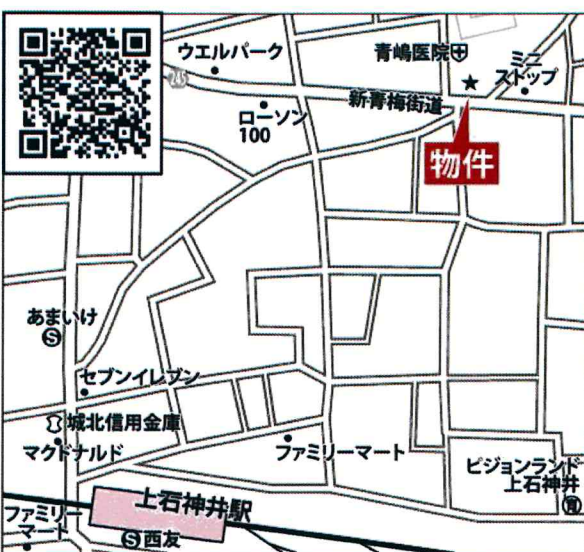 ウエルパーク
青嶋医院
ミニ
ストップ
245
ローソン
100
新青梅街道
物件
あまいけ
S
セブンイレブン
城北信用金庫
マクドナルド
ファミリーマート
ピジョンランド
上石神井
育
上石神井駅
ファミリー
マート
S西友